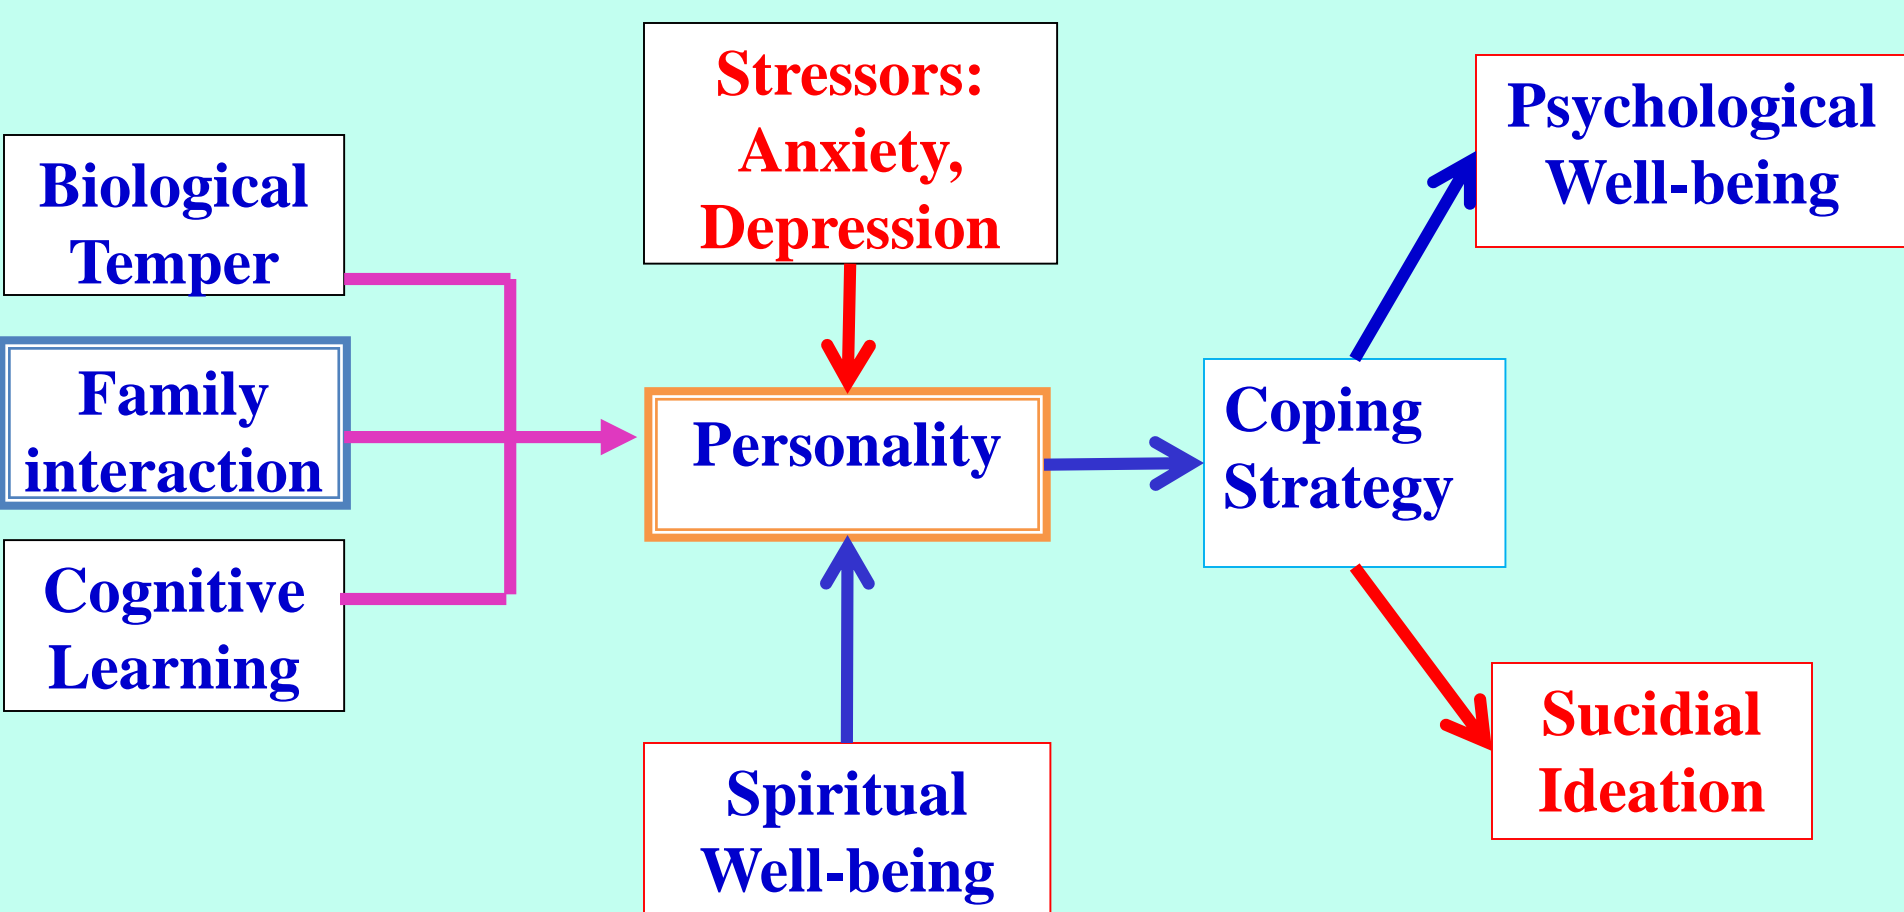 Stressors:
Anxiety,
Depression
Psychological
Well-being
Biological
Temper
Family
interaction
Personality
Coping
Strategy
Cognitive
Learning
Sucidial
Ideation
Spiritual
Well-being